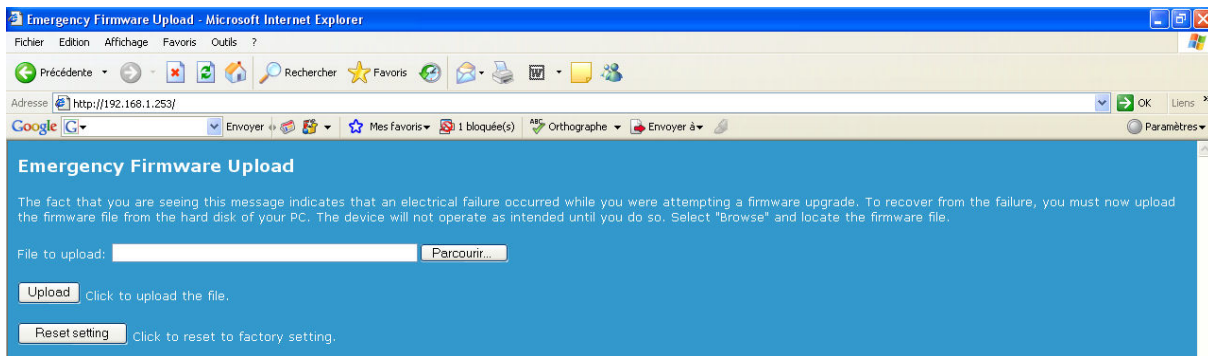 Emergency Firmware Upload - Microsoft Internet Explorer
Fichier Edition Affichage Favoris Outils ?
Précédente Rechercher Favoris
Adresse http://192.168.1.253/ OK Liens »
Google G Envoyer Mes favoris 1 bloquée(s) ABC Orthographe Envoyer à Paramètres
Emergency Firmware Upload
The fact that you are seeing this message indicates that an electrical failure occurred while you were attempting a firmware upgrade. To recover from the failure, you must now upload
the firmware file from the hard disk of your PC. The device will not operate as intended until you do so. Select "Browse" and locate the firmware file.
File to upload: Parcourir...
Upload Click to upload the file.
Reset setting Click to reset to factory setting.